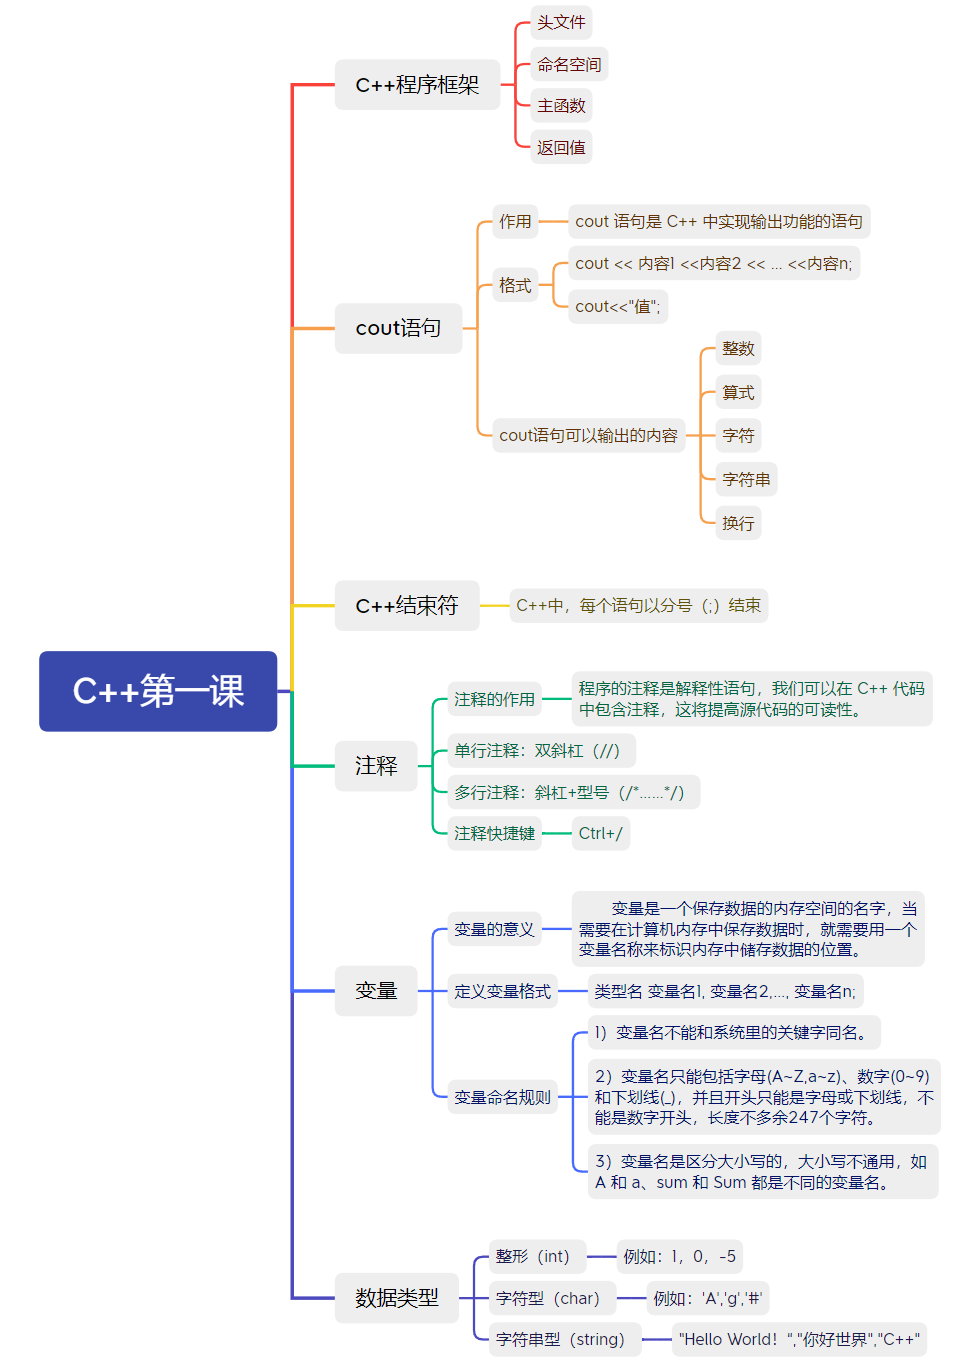 C++第一课
C++程序框架
头文件
命名空间
主函数
返回值
cout语句
作用
cout 语句是 C++ 中实现输出功能的语句
格式
cout << 内容1 <<内容2 << ... <<内容n;
cout<<"值";
cout语句可以输出的内容
整数
算式
字符
字符串
换行
C++结束符
C++中，每个语句以分号（;）结束
注释
注释的作用
程序的注释是解释性语句，我们可以在 C++ 代码
中包含注释，这将提高源代码的可读性。
单行注释：双斜杠（//）
多行注释：斜杠+型号（/*......*/）
注释快捷键
Ctrl+/
变量
变量的意义
变量是一个保存数据的内存空间的名字，当
需要在计算机内存中保存数据时，就需要用一个
变量名称来标识内存中储存数据的位置。
定义变量格式
类型名 变量名1, 变量名2,..., 变量名n;
变量命名规则
1）变量名不能和系统里的关键字同名。
2）变量名只能包括字母(A~Z,a~z)、数字(0~9)
和下划线(_)，并且开头只能是字母或下划线，不
能是数字开头，长度不多余247个字符。
3）变量名是区分大小写的，大小写不通用，如
A 和 a、sum 和 Sum 都是不同的变量名。
数据类型
整形（int）
例如：1，0，-5
字符型（char）
例如：'A','g','#'
字符串型（string）
"Hello World！","你好世界","C++"